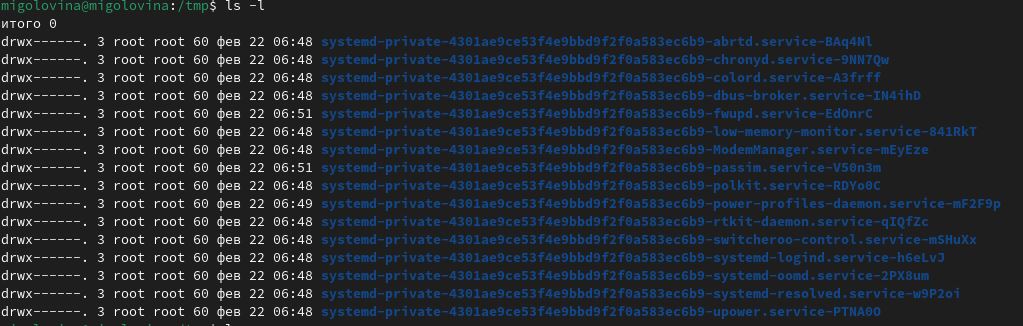 migolovina@migolovina:/tmp$ ls -l
итого 0
drwx------. 3 root root 60 фев 22 06:48 systemd-private-4301ae9ce53f4e9bbd9f2f0a583ec6b9-abrtd.service-BAq4Nl
drwx------. 3 root root 60 фев 22 06:48 systemd-private-4301ae9ce53f4e9bbd9f2f0a583ec6b9-chronyd.service-9NN7Qw
drwx------. 3 root root 60 фев 22 06:48 systemd-private-4301ae9ce53f4e9bbd9f2f0a583ec6b9-colord.service-A3frff
drwx------. 3 root root 60 фев 22 06:48 systemd-private-4301ae9ce53f4e9bbd9f2f0a583ec6b9-dbus-broker.service-IN4ihD
drwx------. 3 root root 60 фев 22 06:51 systemd-private-4301ae9ce53f4e9bbd9f2f0a583ec6b9-fwupd.service-EdOnrC
drwx------. 3 root root 60 фев 22 06:48 systemd-private-4301ae9ce53f4e9bbd9f2f0a583ec6b9-low-memory-monitor.service-841RkT
drwx------. 3 root root 60 фев 22 06:48 systemd-private-4301ae9ce53f4e9bbd9f2f0a583ec6b9-ModemManager.service-mEyEze
drwx------. 3 root root 60 фев 22 06:51 systemd-private-4301ae9ce53f4e9bbd9f2f0a583ec6b9-passim.service-V50n3m
drwx------. 3 root root 60 фев 22 06:48 systemd-private-4301ae9ce53f4e9bbd9f2f0a583ec6b9-polkit.service-RDYo0C
drwx------. 3 root root 60 фев 22 06:49 systemd-private-4301ae9ce53f4e9bbd9f2f0a583ec6b9-power-profiles-daemon.service-mF2F9p
drwx------. 3 root root 60 фев 22 06:48 systemd-private-4301ae9ce53f4e9bbd9f2f0a583ec6b9-rtkit-daemon.service-qIQfZc
drwx------. 3 root root 60 фев 22 06:48 systemd-private-4301ae9ce53f4e9bbd9f2f0a583ec6b9-switcheroo-control.service-mSHuXx
drwx------. 3 root root 60 фев 22 06:48 systemd-private-4301ae9ce53f4e9bbd9f2f0a583ec6b9-systemd-logind.service-h6eLvJ
drwx------. 3 root root 60 фев 22 06:48 systemd-private-4301ae9ce53f4e9bbd9f2f0a583ec6b9-systemd-oomd.service-2PX8um
drwx------. 3 root root 60 фев 22 06:48 systemd-private-4301ae9ce53f4e9bbd9f2f0a583ec6b9-systemd-resolved.service-w9P2oi
drwx------. 3 root root 60 фев 22 06:48 systemd-private-4301ae9ce53f4e9bbd9f2f0a583ec6b9-upower.service-PTNA0O